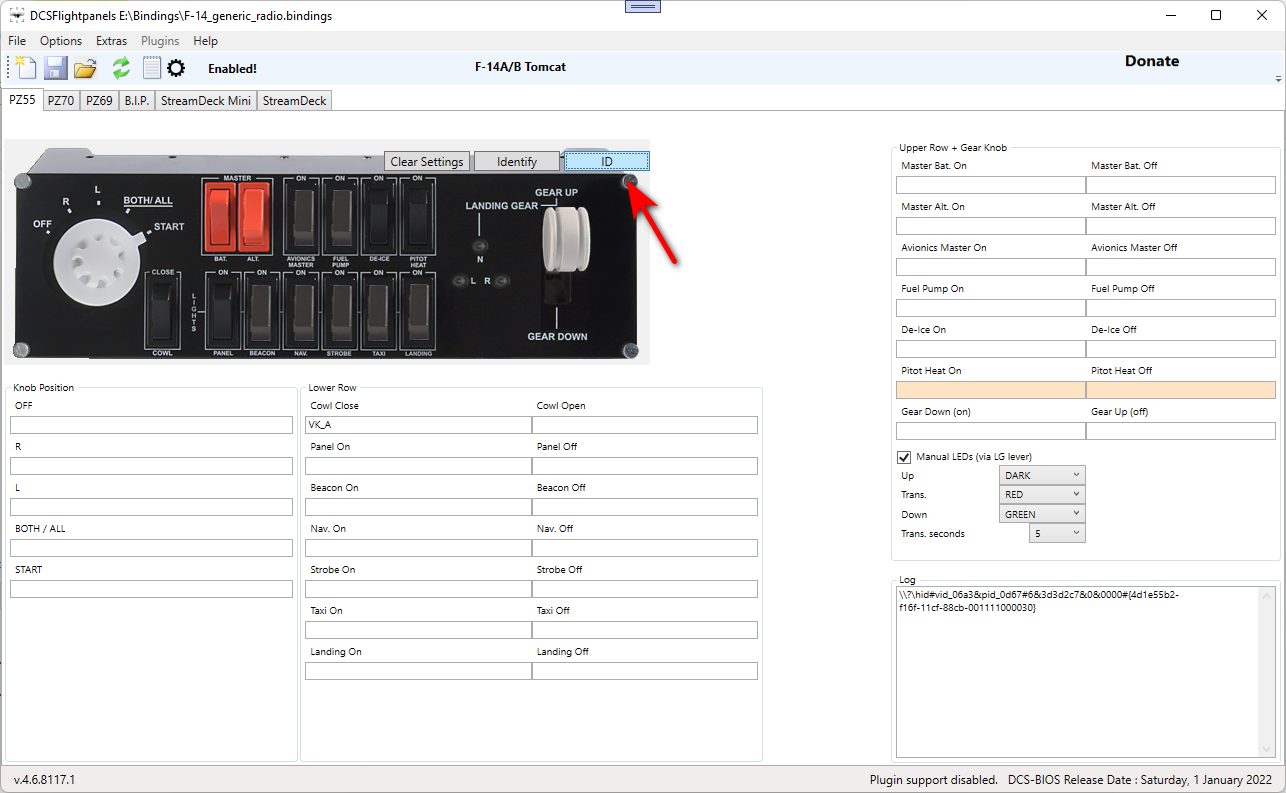 DCSFlightpanels E:\Bindings\F-14_generic_radio.bindings
File Options Extras Plugins Help
Enabled!
F-14A/B Tomcat
Donate
PZ55 PZ70 PZ69 B.I.P. StreamDeck Mini StreamDeck
Clear Settings Identify ID
OFF
R
L
BOTH/ ALL
START
MASTER
BAT. ALT.
ON ON ON ON
AVIONICS MASTER
FUEL PUMP
DE-ICE
PITOT HEAT
LANDING GEAR
GEAR UP
N
L R
GEAR DOWN
CLOSE
COWL
LIGHTS
ON ON ON ON ON ON
PANEL BEACON NAV. STROBE TAXI LANDING
Knob Position
OFF
R
L
BOTH / ALL
START
Lower Row
Cowl Close Cowl Open
VK_A
Panel On Panel Off
Beacon On Beacon Off
Nav. On Nav. Off
Strobe On Strobe Off
Taxi On Taxi Off
Landing On Landing Off
Upper Row + Gear Knob
Master Bat. On Master Bat. Off
Master Alt. On Master Alt. Off
Avionics Master On Avionics Master Off
Fuel Pump On Fuel Pump Off
De-Ice On De-Ice Off
Pitot Heat On Pitot Heat Off
Gear Down (on) Gear Up (off)
Manual LEDs (via LG lever)
Up DARK
Trans. RED
Down GREEN
Trans. seconds 5
Log
\\?\hid#vid_06a3&pid_0d67#6&3d3d2c7&0&0000#{4d1e55b2-
f16f-11cf-88cb-001111000030}
v.4.6.8117.1
Plugin support disabled. DCS-BIOS Release Date : Saturday, 1 January 2022